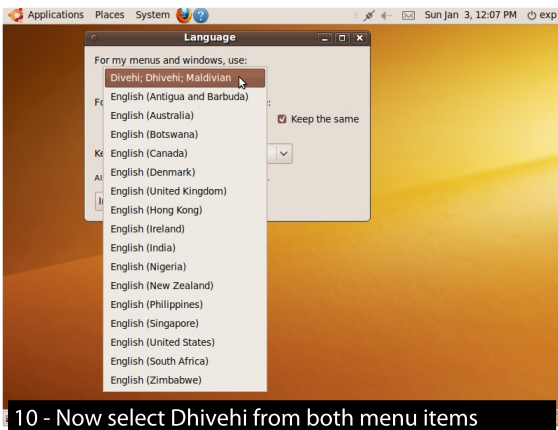 Applications Places System Sun Jan 3, 12:07 PM exp
Language
For my menus and windows, use:
Divehi; Dhivehi; Maldivian
English (Antigua and Barbuda)
English (Australia)
Keep the same
English (Botswana)
English (Canada)
English (Denmark)
English (United Kingdom)
English (Hong Kong)
English (Ireland)
English (India)
English (Nigeria)
English (New Zealand)
English (Philippines)
English (Singapore)
English (United States)
English (South Africa)
English (Zimbabwe)
10 - Now select Dhivehi from both menu items